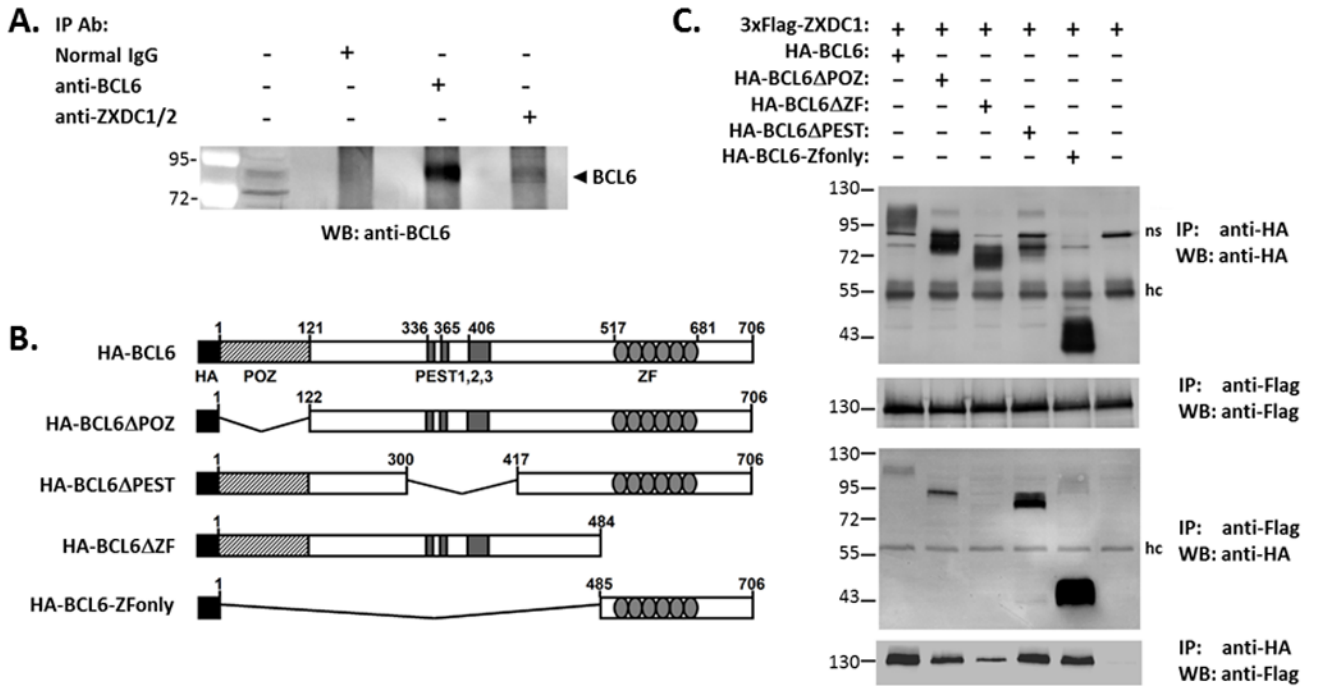 A. IP Ab:
Normal IgG - + - -
anti-BCL6 - - + -
anti-ZXDC1/2 - - - +
95-
72-
◄ BCL6
WB: anti-BCL6
B.
1 121 336 365 406 517 681 706
HA-BCL6
HA POZ PEST1,2,3 ZF
1 122 706
HA-BCL6ΔPOZ
1 300 417 706
HA-BCL6ΔPEST
1 484
HA-BCL6ΔZF
1 485 706
HA-BCL6-ZFonly
C. 3xFlag-ZXDC1: + + + + + +
HA-BCL6: + - - - - -
HA-BCL6ΔPOZ: - + - - - -
HA-BCL6ΔZF: - - + - - -
HA-BCL6ΔPEST: - - - + - -
HA-BCL6-Zfonly: - - - - + -
130-
95-
72-
55-
43-
ns
hc
IP: anti-HA
WB: anti-HA
130-
IP: anti-Flag
WB: anti-Flag
130-
95-
72-
55-
43-
hc
IP: anti-Flag
WB: anti-HA
130-
IP: anti-HA
WB: anti-Flag